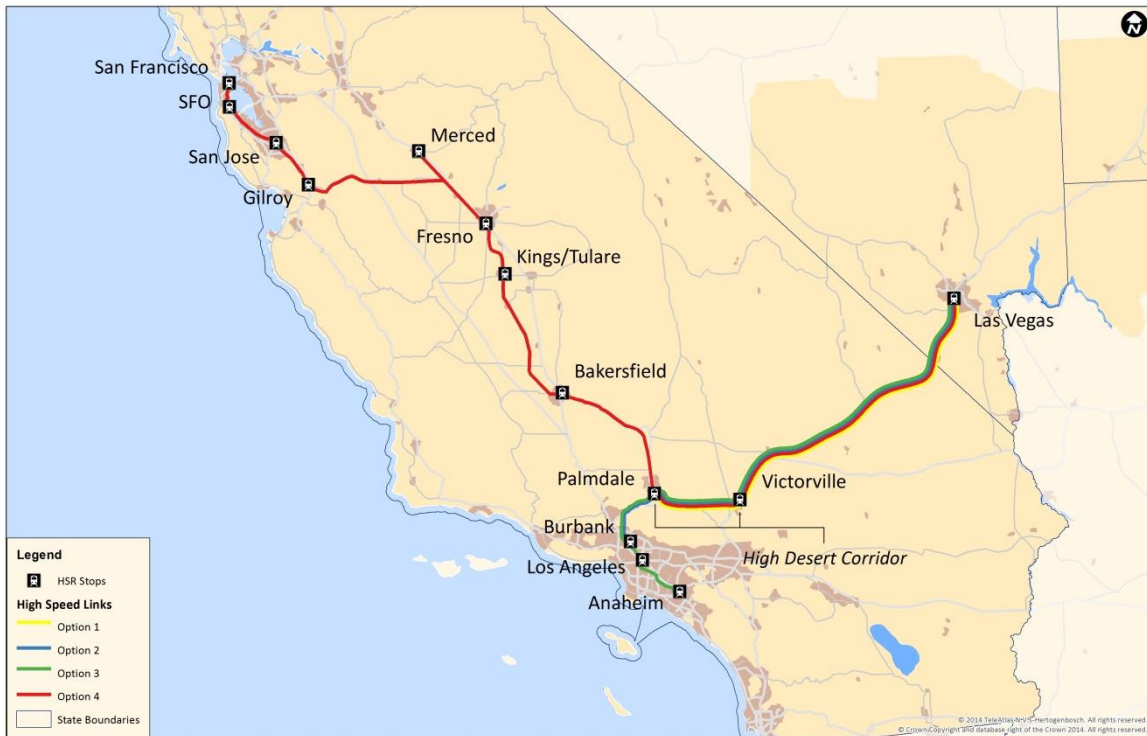 N
San Francisco
SFO
San Jose
Gilroy
Merced
Fresno
Kings/Tulare
Bakersfield
Las Vegas
Palmdale
Victorville
Burbank
Los Angeles
Anaheim
High Desert Corridor
Legend
HSR Stops
High Speed Links
Option 1
Option 2
Option 3
Option 4
State Boundaries
© 2014 TeleAtlas-N-V-S-Hertogenbosch. All rights reserved.
© Crown Copyright and database right of the Crown 2014. All rights reserved.